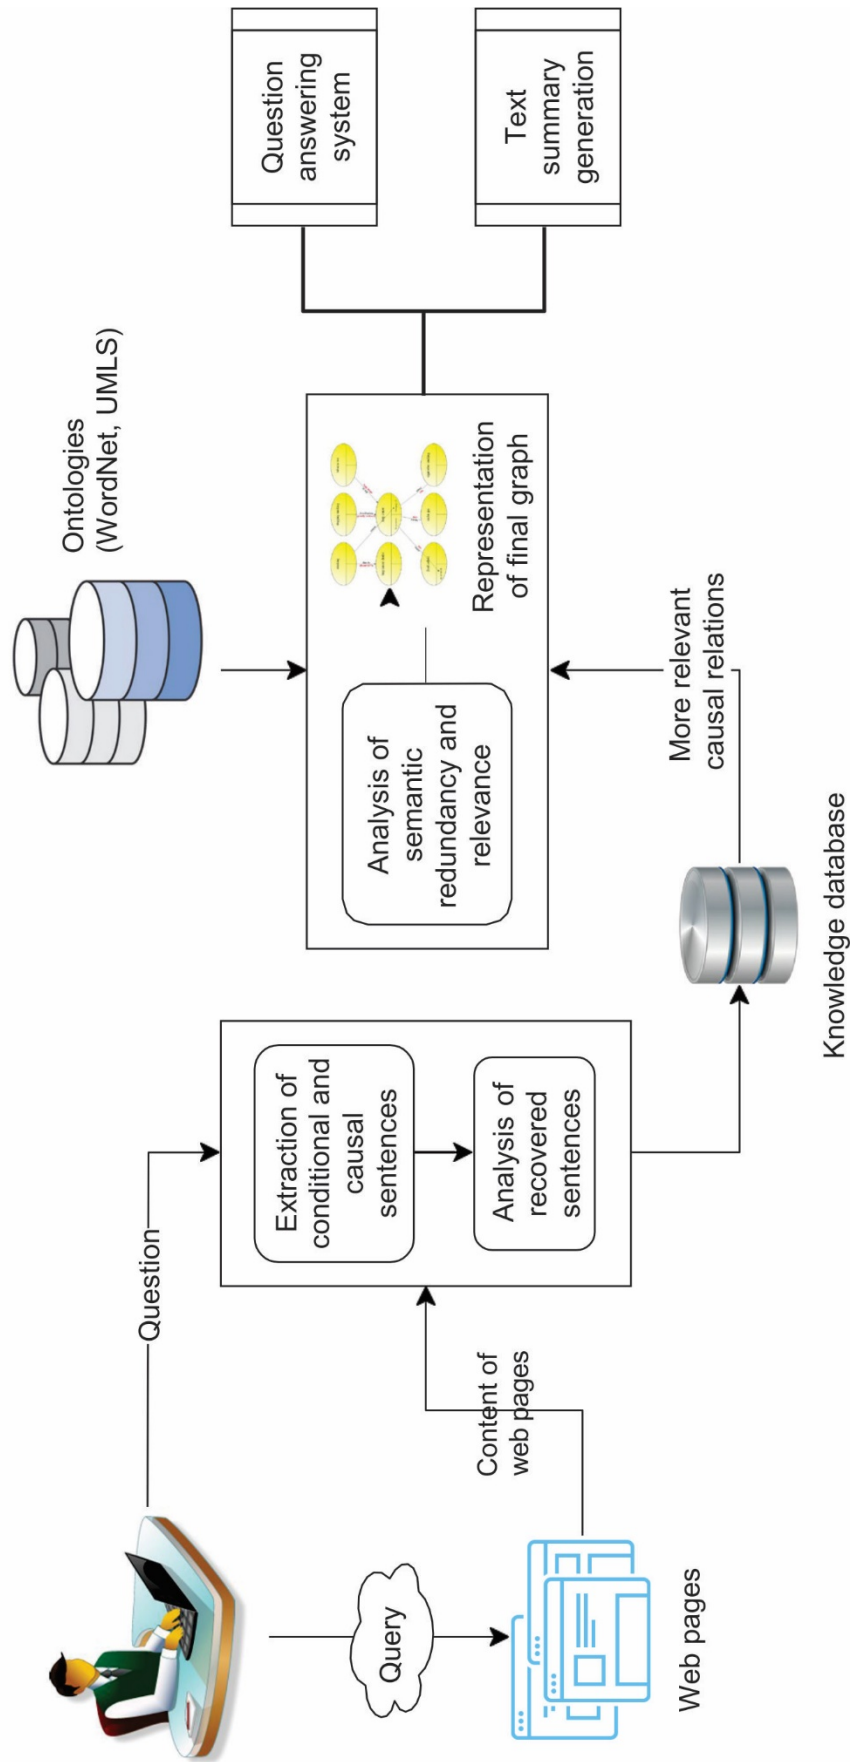 Question
Query
Web pages
Content of
web pages
Extraction of
conditional and
causal
sentences
Analysis of
recovered
sentences
Knowledge database
More relevant
causal relations
Ontologies
(WordNet, UMLS)
Analysis of
semantic
redundancy and
relevance
Representation
of final graph
Question
answering
system
Text
summary
generation